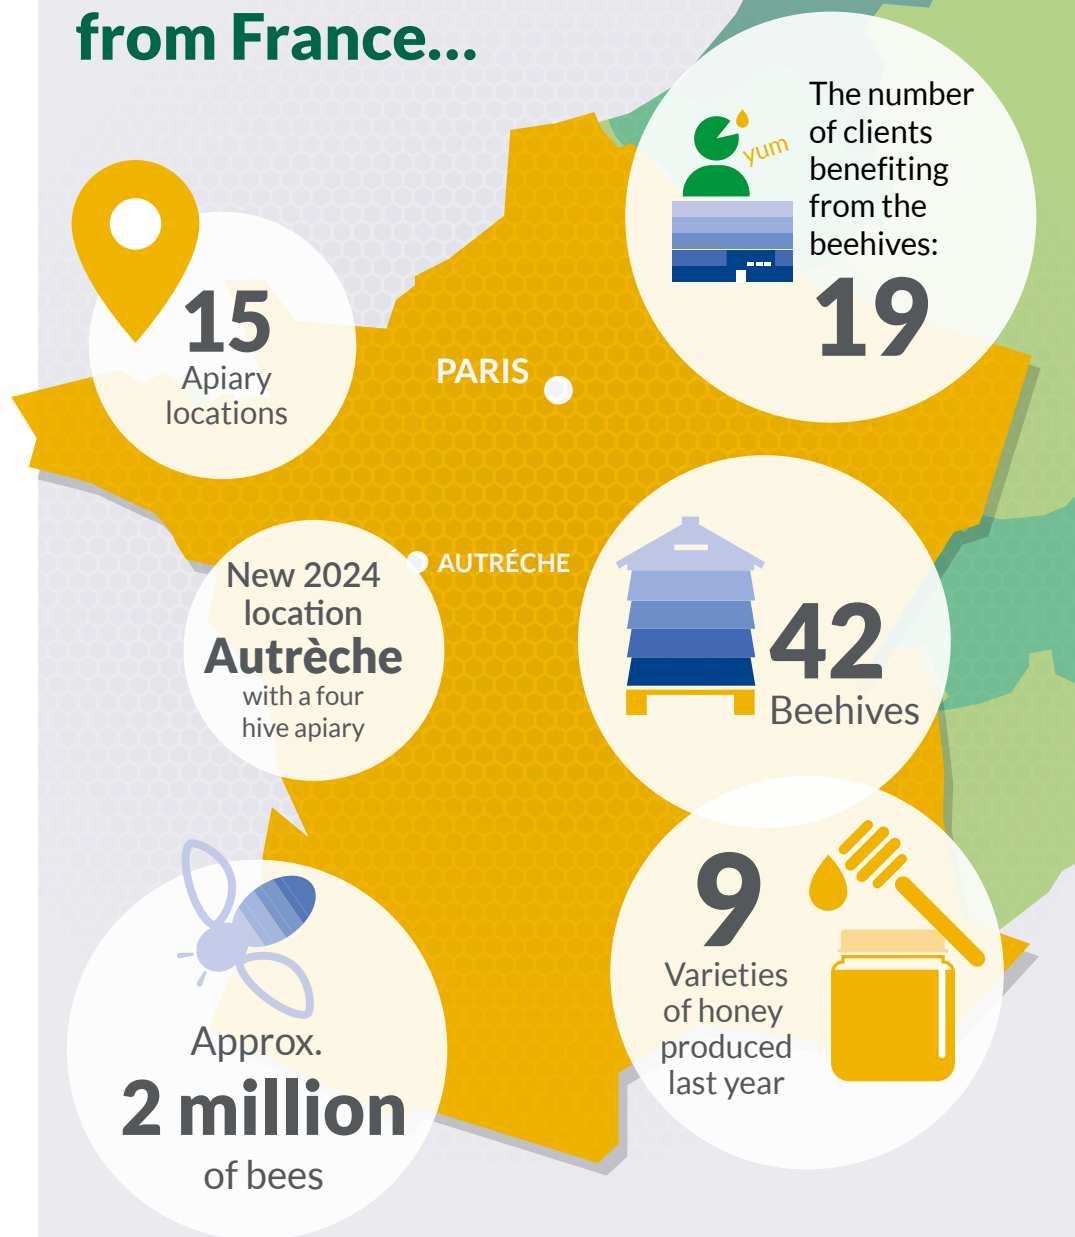 from France...
The number
of clients
benefiting
from the
beehives:
19
yum
15
Apiary
locations
PARIS
AUTRÉCHE
New 2024
location
Autrèche
with a four
hive apiary
42
Beehives
9
Varieties
of honey
produced
last year
Approx.
2 million
of bees